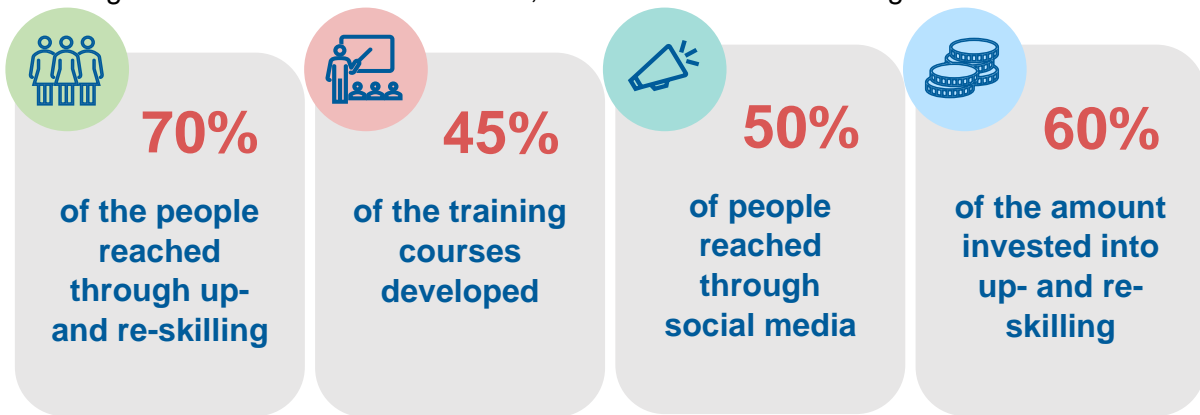 70%
of the people
reached
through up-
and re-skilling
45%
of the training
courses
developed
50%
of people
reached
through
social media
60%
of the amount
invested into
up- and re-
skilling